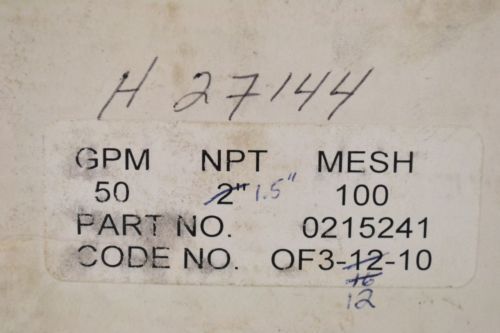 H 27144
GPM NPT MESH
50 2" 1.5" 100
PART NO. 0215241
CODE NO. OF3-12-10
16
12